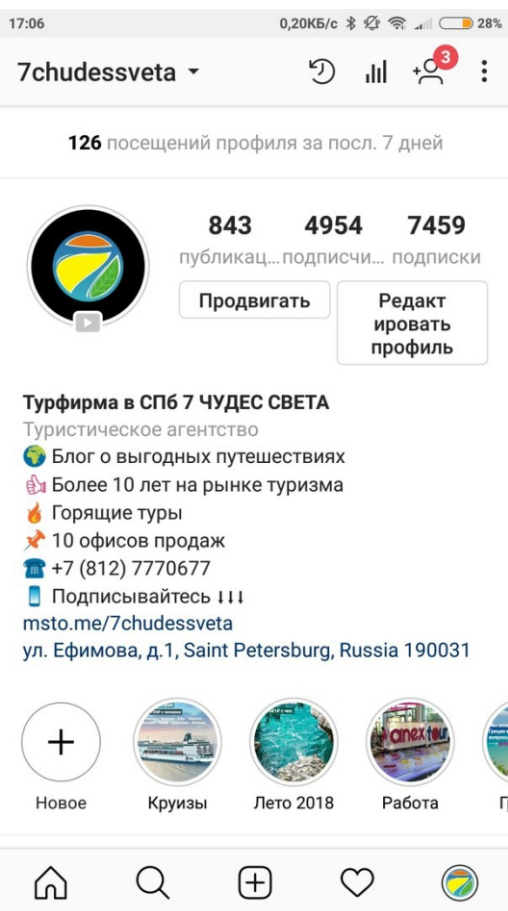 17:06 0,20КБ/с 28%
7chudessveta 3
126 посещений профиля за посл. 7 дней
843 4954 7459
публикац... подписчи... подписки
Продвигать Редакт
ировать
профиль
Турфирма в СПб 7 ЧУДЕС СВЕТА
Туристическое агентство
🌍 Блог о выгодных путешествиях
👍 Более 10 лет на рынке туризма
🔥 Горящие туры
📌 10 офисов продаж
☎ +7 (812) 7770677
📱 Подписывайтесь ⭣⭣⭣
msto.me/7chudessveta
ул. Ефимова, д.1, Saint Petersburg, Russia 190031
anex tour
Новое Круизы Лето 2018 Работа